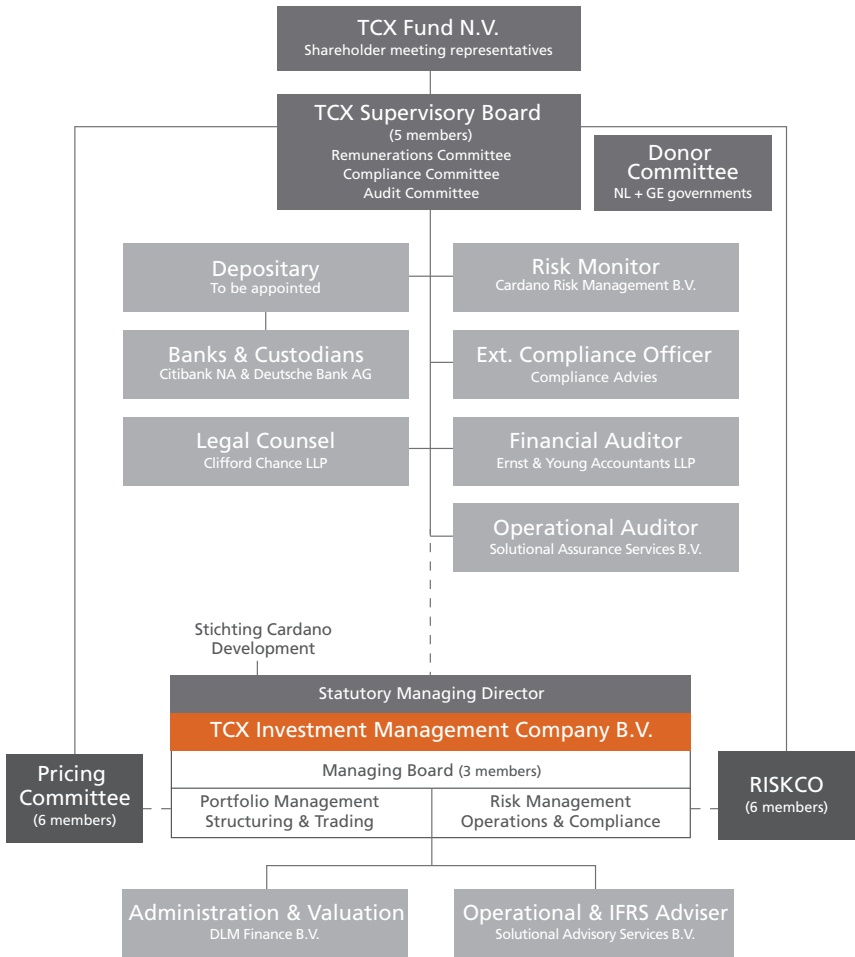 TCX Fund N.V.
Shareholder meeting representatives
TCX Supervisory Board
(5 members)
Remunerations Committee
Compliance Committee
Audit Committee
Donor
Committee
NL + GE governments
Depositary
To be appointed
Risk Monitor
Cardano Risk Management B.V.
Banks & Custodians
Citibank NA & Deutsche Bank AG
Ext. Compliance Officer
Compliance Advies
Legal Counsel
Clifford Chance LLP
Financial Auditor
Ernst & Young Accountants LLP
Operational Auditor
Solutional Assurance Services B.V.
Stichting Cardano
Development
Statutory Managing Director
TCX Investment Management Company B.V.
Managing Board (3 members)
Portfolio Management
Structuring & Trading
Risk Management
Operations & Compliance
Pricing
Committee
(6 members)
RISKCO
(6 members)
Administration & Valuation
DLM Finance B.V.
Operational & IFRS Adviser
Solutional Advisory Services B.V.